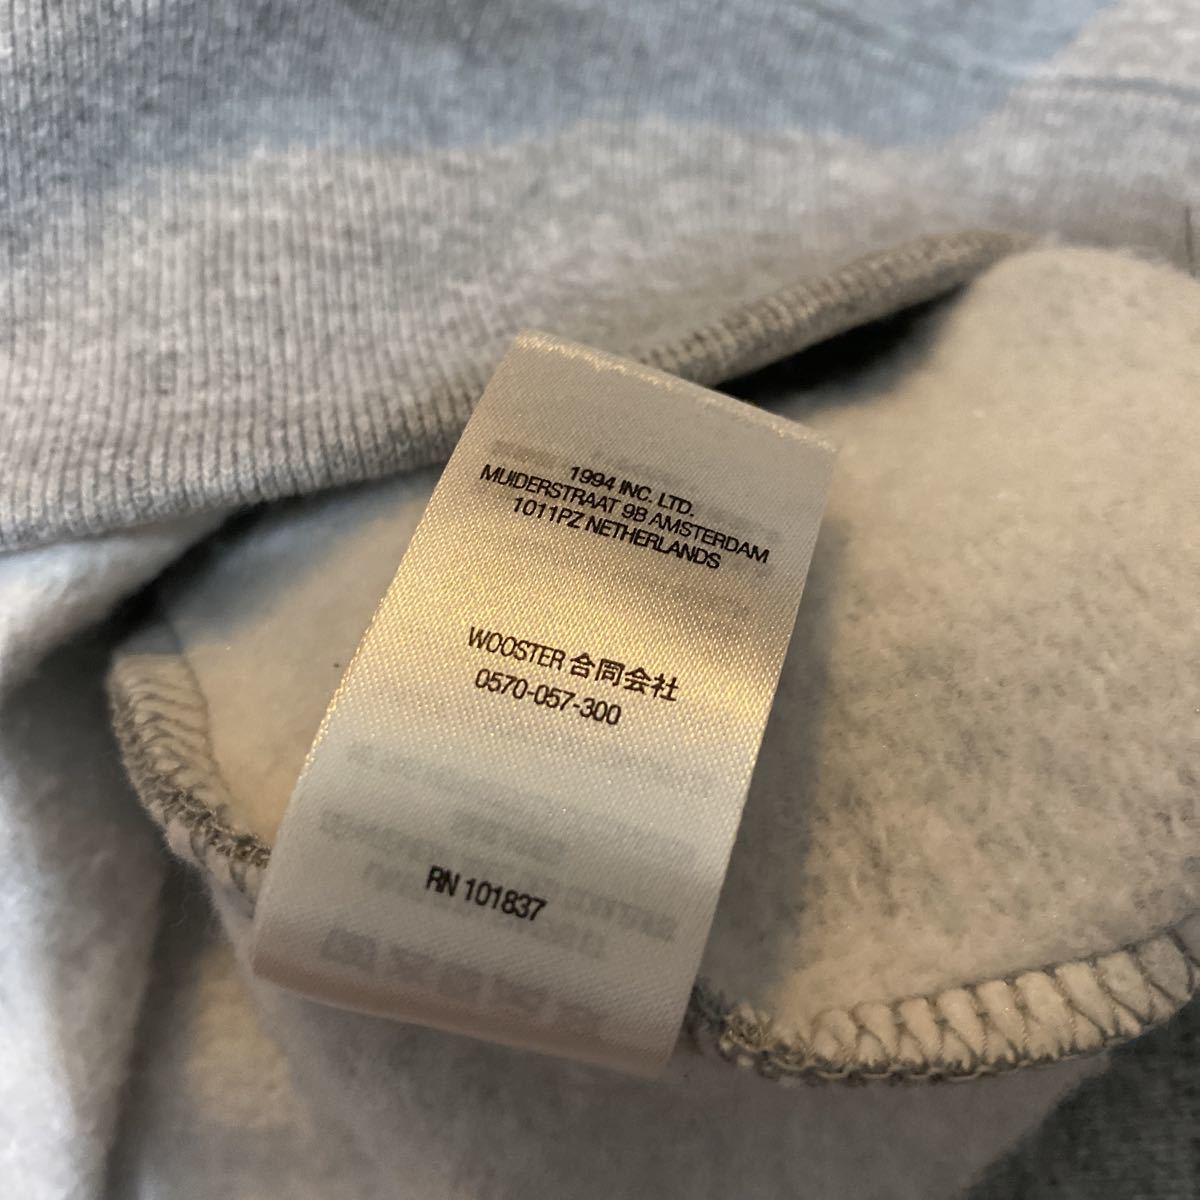 1994 INC. LTD.
MUIDERSTRAAT 9B AMSTERDAM
1011PZ NETHERLANDS
WOOSTER 合同会社
0570-057-300
RN 101837